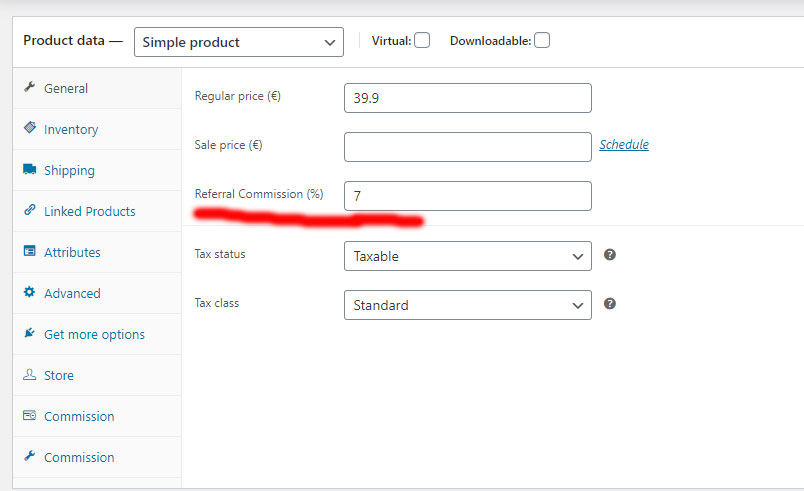 Product data — Simple product Virtual: Downloadable:
General
Inventory
Shipping
Linked Products
Attributes
Advanced
Get more options
Store
Commission
Commission
Regular price (€) 39.9
Sale price (€) Schedule
Referral Commission (%) 7
Tax status Taxable ?
Tax class Standard ?